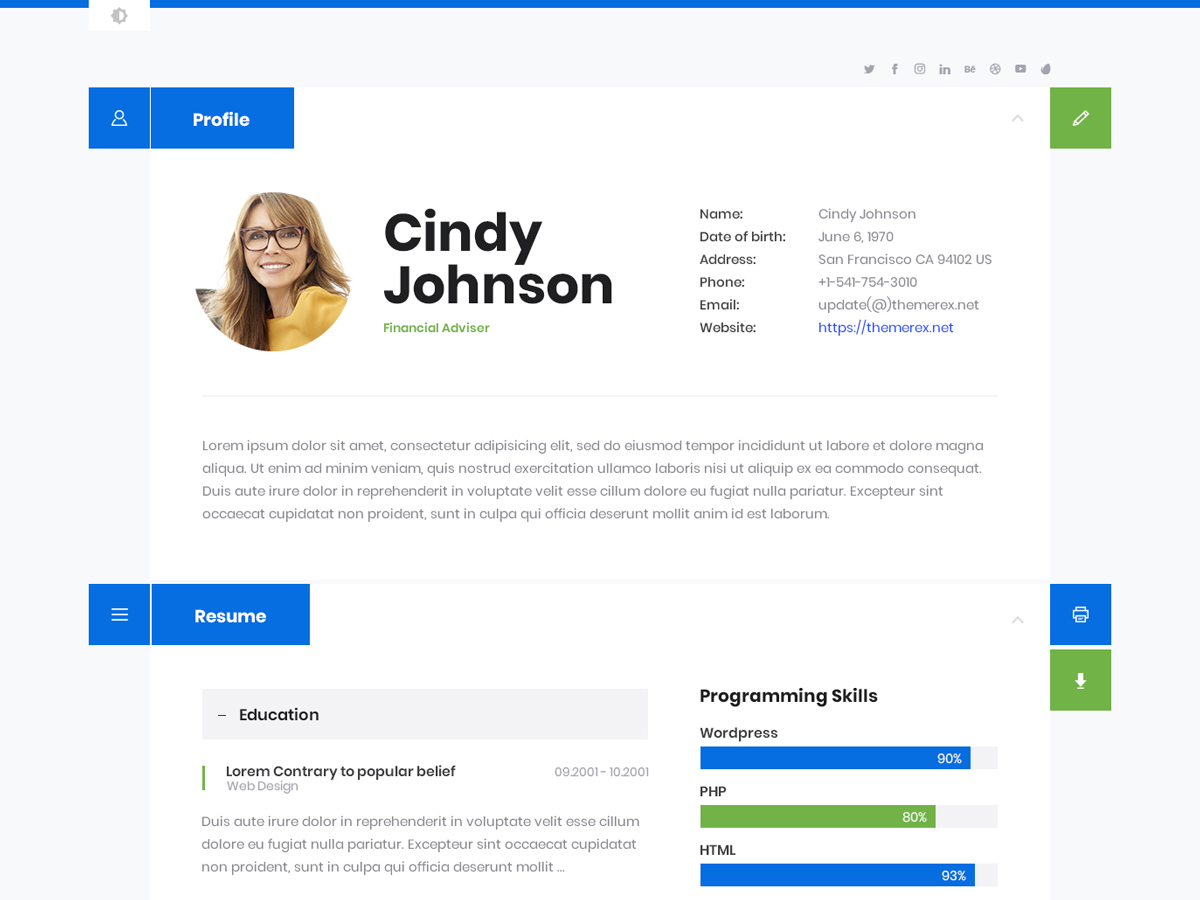 Bē
Profile
Cindy
Johnson
Financial Adviser
Name: Cindy Johnson
Date of birth: June 6, 1970
Address: San Francisco CA 94102 US
Phone: +1-541-754-3010
Email: update(@)themerex.net
Website: https://themerex.net
Lorem ipsum dolor sit amet, consectetur adipisicing elit, sed do eiusmod tempor incididunt ut labore et dolore magna
aliqua. Ut enim ad minim veniam, quis nostrud exercitation ullamco laboris nisi ut aliquip ex ea commodo consequat.
Duis aute irure dolor in reprehenderit in voluptate velit esse cillum dolore eu fugiat nulla pariatur. Excepteur sint
occaecat cupidatat non proident, sunt in culpa qui officia deserunt mollit anim id est laborum.
Resume
– Education
Lorem Contrary to popular belief 09.2001 - 10.2001
Web Design
Duis aute irure dolor in reprehenderit in voluptate velit esse cillum
dolore eu fugiat nulla pariatur. Excepteur sint occaecat cupidatat
non proident, sunt in culpa qui officia deserunt mollit ...
Programming Skills
Wordpress
90%
PHP
80%
HTML
93%